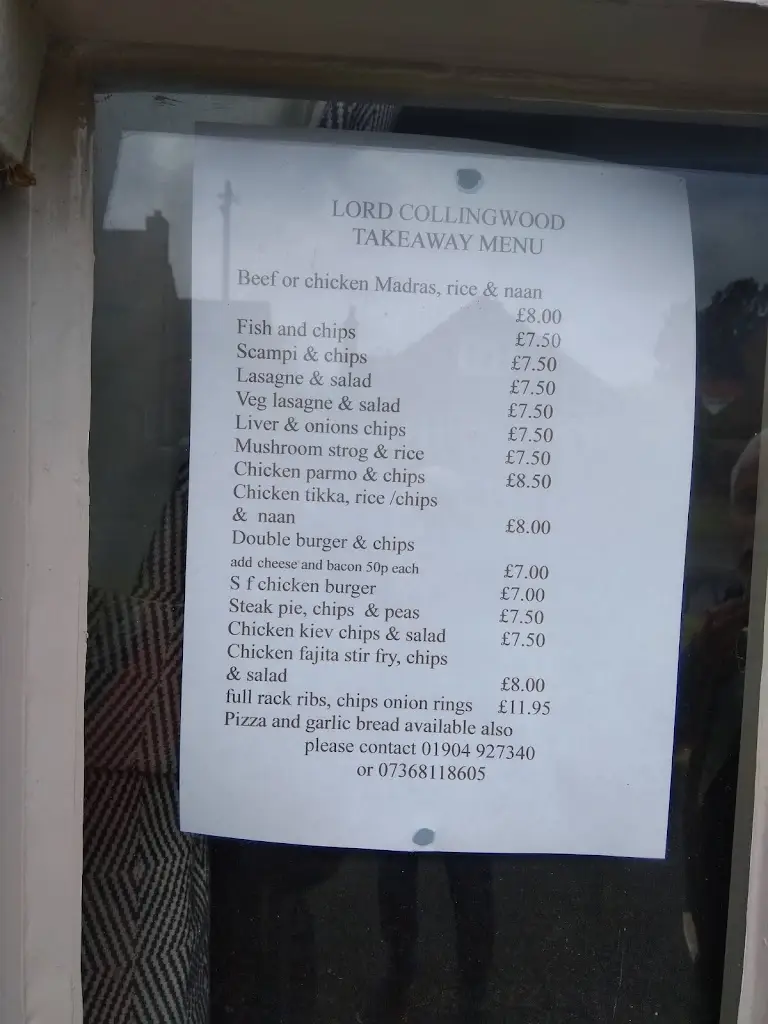 LORD COLLINGWOOD
TAKEAWAY MENU
Beef or chicken Madras, rice & naan
£8.00
Fish and chips £7.50
Scampi & chips £7.50
Lasagne & salad £7.50
Veg lasagne & salad £7.50
Liver & onions chips £7.50
Mushroom strog & rice £7.50
Chicken parmo & chips £8.50
Chicken tikka, rice /chips
& naan £8.00
Double burger & chips
add cheese and bacon 50p each £7.00
S f chicken burger £7.00
Steak pie, chips & peas £7.50
Chicken kiev chips & salad £7.50
Chicken fajita stir fry, chips
& salad £8.00
full rack ribs, chips onion rings £11.95
Pizza and garlic bread available also
please contact 01904 927340
or 07368118605